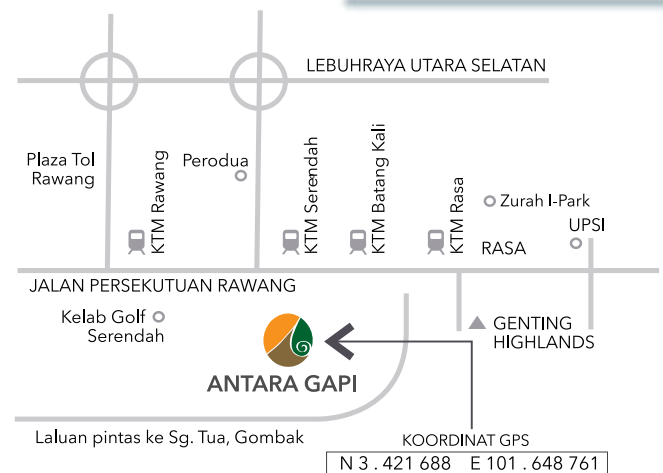 LEBUHRAYA UTARA SELATAN
Plaza Tol
Rawang
KTM Rawang
Perodua
KTM Serendah
KTM Batang Kali
KTM Rasa
Zurah I-Park
UPSI
RASA
JALAN PERSEKUTUAN RAWANG
Kelab Golf
Serendah
GENTING
HIGHLANDS
ANTARA GAPI
Laluan pintas ke Sg. Tua, Gombak
KOORDINAT GPS
N 3 . 421 688 E 101 . 648 761